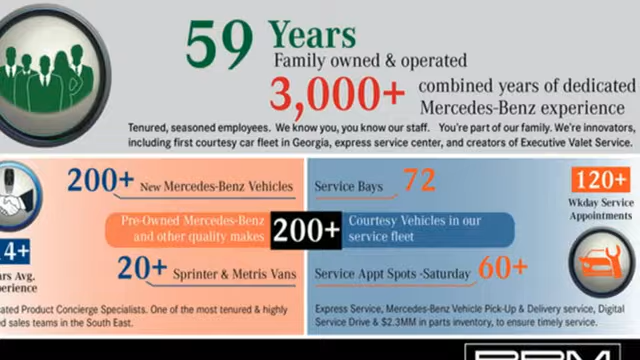 59 Years
Family owned & operated
3,000+ combined years of dedicated
Mercedes-Benz experience
Tenured, seasoned employees. We know you, you know our staff. You're part of our family. We're innovators,
including first courtesy car fleet in Georgia, express service center, and creators of Executive Valet Service.
200+ New Mercedes-Benz Vehicles
Pre-Owned Mercedes-Benz
and other quality makes
200+
20+ Sprinter & Metris Vans
4+
Avg.
Product Concierge Specialists. One of the most tenured & highly
sales teams in the South East.
Service Bays 72
Courtesy Vehicles in our
service fleet
Service Appt Spots -Saturday 60+
120+
Wkday Service
Appointments
Express Service, Mercedes-Benz Vehicle Pick-Up & Delivery service, Digital
Service Drive & $2.3MM in parts inventory, to ensure timely service.